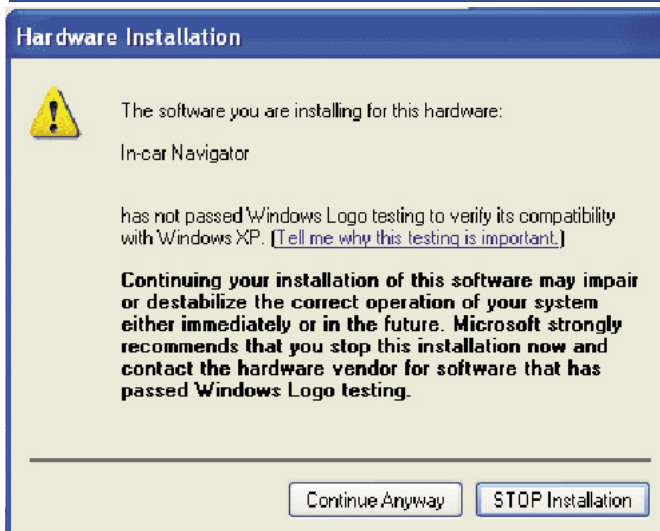 Hardware Installation
The software you are installing for this hardware:
In-car Navigator
has not passed Windows Logo testing to verify its compatibility
with Windows XP. (Tell me why this testing is important.)
Continuing your installation of this software may impair
or destabilize the correct operation of your system
either immediately or in the future. Microsoft strongly
recommends that you stop this installation now and
contact the hardware vendor for software that has
passed Windows Logo testing.
Continue Anyway
STOP Installation